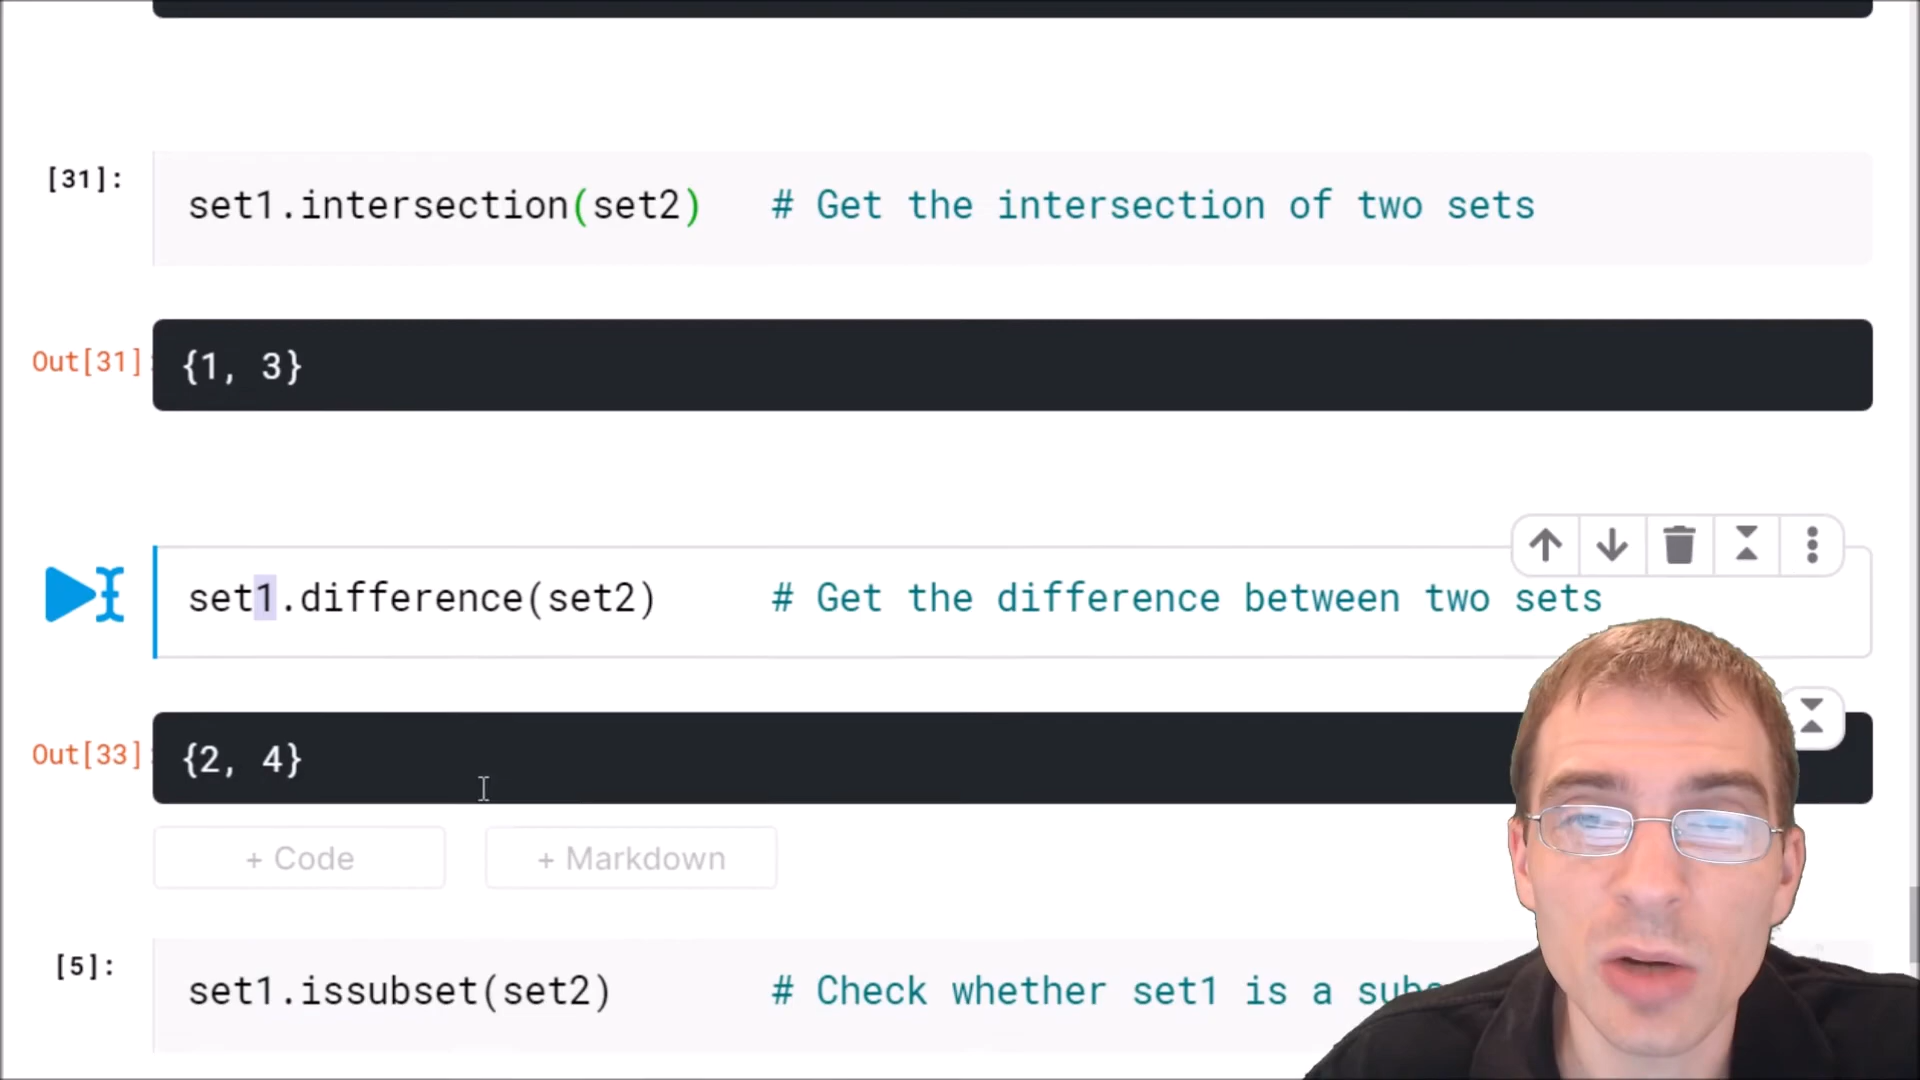 [31]:
set1.intersection(set2) # Get the intersection of two sets
Out[31]:
{1, 3}
set1.difference(set2) # Get the difference between two sets
Out[33]:
{2, 4}
+ Code + Markdown
[5]:
set1.issubset(set2) # Check whether set1 is a